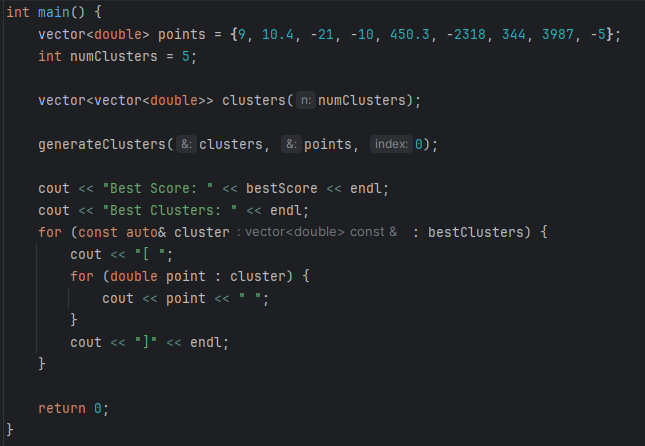 int main() {
    vector<double> points = {9, 10.4, -21, -10, 450.3, -2318, 344, 3987, -5};
    int numClusters = 5;
    vector<vector<double>> clusters( n: numClusters);
    generateClusters( &: clusters,  &: points,  index: 0);
    cout << "Best Score: " << bestScore << endl;
    cout << "Best Clusters: " << endl;
    for (const auto& cluster : vector<double> const &  : bestClusters) {
        cout << "[ ";
        for (double point : cluster) {
            cout << point << " ";
        }
        cout << "]" << endl;
    }
    return 0;
}